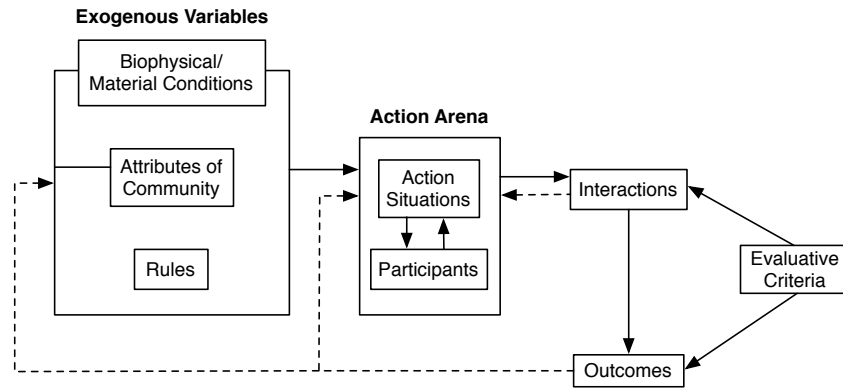 Exogenous Variables
Biophysical/
Material Conditions
Attributes of
Community
Rules
Action Arena
Action
Situations
Participants
Interactions
Evaluative
Criteria
Outcomes